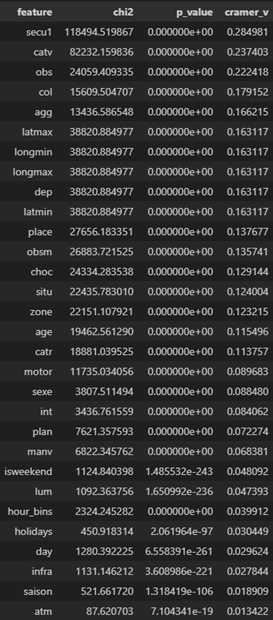 feature chi2 p_value cramer_v
secu1 118494.519867 0.000000e+00 0.284981
catv 82232.159836 0.000000e+00 0.237403
obs 24059.409335 0.000000e+00 0.222418
col 15609.504707 0.000000e+00 0.179152
agg 13436.586548 0.000000e+00 0.166215
latmax 38820.884977 0.000000e+00 0.163117
longmin 38820.884977 0.000000e+00 0.163117
longmax 38820.884977 0.000000e+00 0.163117
dep 38820.884977 0.000000e+00 0.163117
latmin 38820.884977 0.000000e+00 0.163117
place 27656.183351 0.000000e+00 0.137677
obsm 26883.721525 0.000000e+00 0.135741
choc 24334.283538 0.000000e+00 0.129144
situ 22435.783010 0.000000e+00 0.124004
zone 22151.107921 0.000000e+00 0.123215
age 19462.561290 0.000000e+00 0.115496
catr 18881.039525 0.000000e+00 0.113757
motor 11735.034056 0.000000e+00 0.089683
sexe 3807.511494 0.000000e+00 0.088480
int 3436.761559 0.000000e+00 0.084062
plan 7621.357593 0.000000e+00 0.072274
manv 6822.345762 0.000000e+00 0.068381
isweekend 1124.840398 1.485532e-243 0.048092
lum 1092.363756 1.650992e-236 0.047393
hour_bins 2324.245282 0.000000e+00 0.039912
holidays 450.918314 2.061964e-97 0.030449
day 1280.392225 6.558391e-261 0.029624
infra 1131.146212 3.608986e-221 0.027844
saison 521.661720 1.318419e-106 0.018909
atm 87.620703 7.104341e-19 0.013422